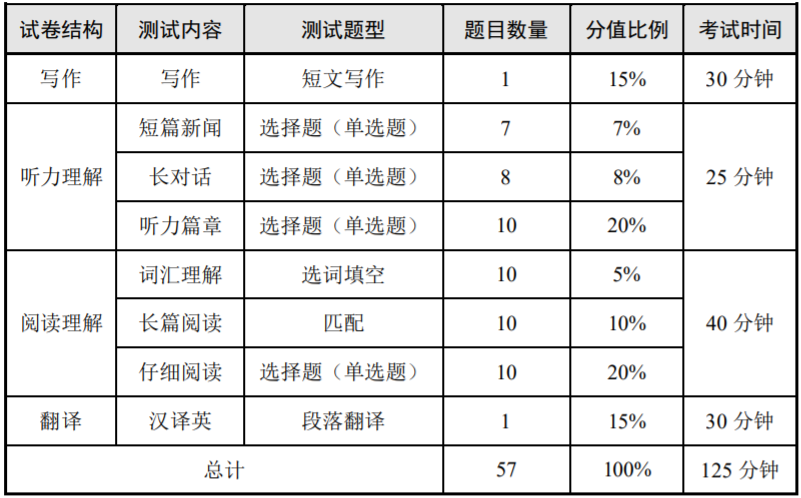 试卷结构 测试内容 测试题型 题目数量 分值比例 考试时间
写作 写作 短文写作 1 15% 30 分钟
听力理解 短篇新闻 选择题（单选题） 7 7% 25 分钟
长对话 选择题（单选题） 8 8%
听力篇章 选择题（单选题） 10 20%
阅读理解 词汇理解 选词填空 10 5% 40 分钟
长篇阅读 匹配 10 10%
仔细阅读 选择题（单选题） 10 20%
翻译 汉译英 段落翻译 1 15% 30 分钟
总计 57 100% 125 分钟